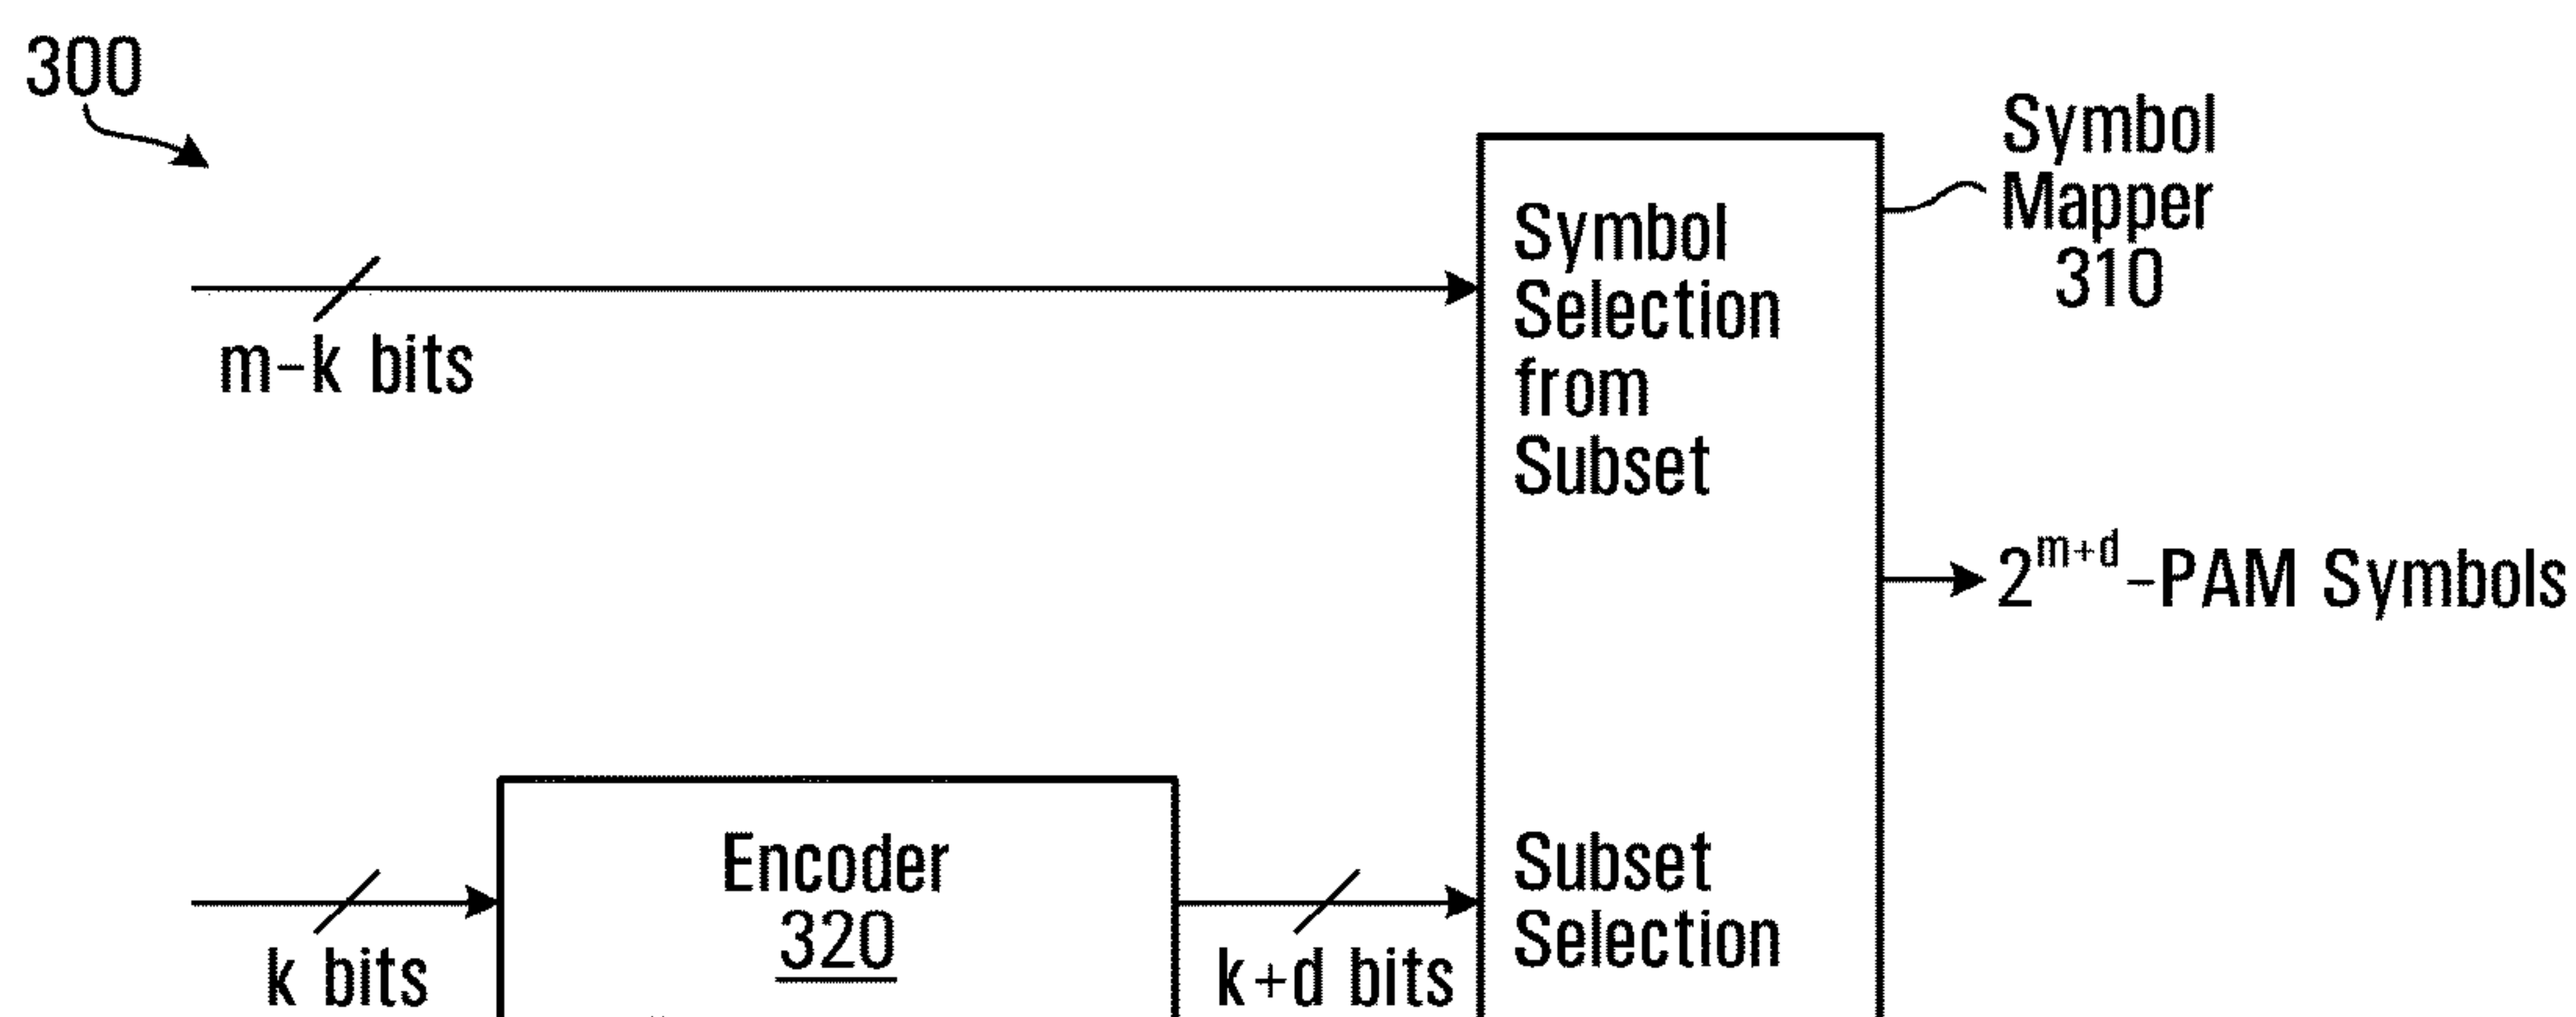 300
Symbol
Mapper
310
Symbol
Selection
from
Subset
m-k bits
2^{m+d}-PAM Symbols
Encoder
320
Subset
Selection
k bits
k+d bits